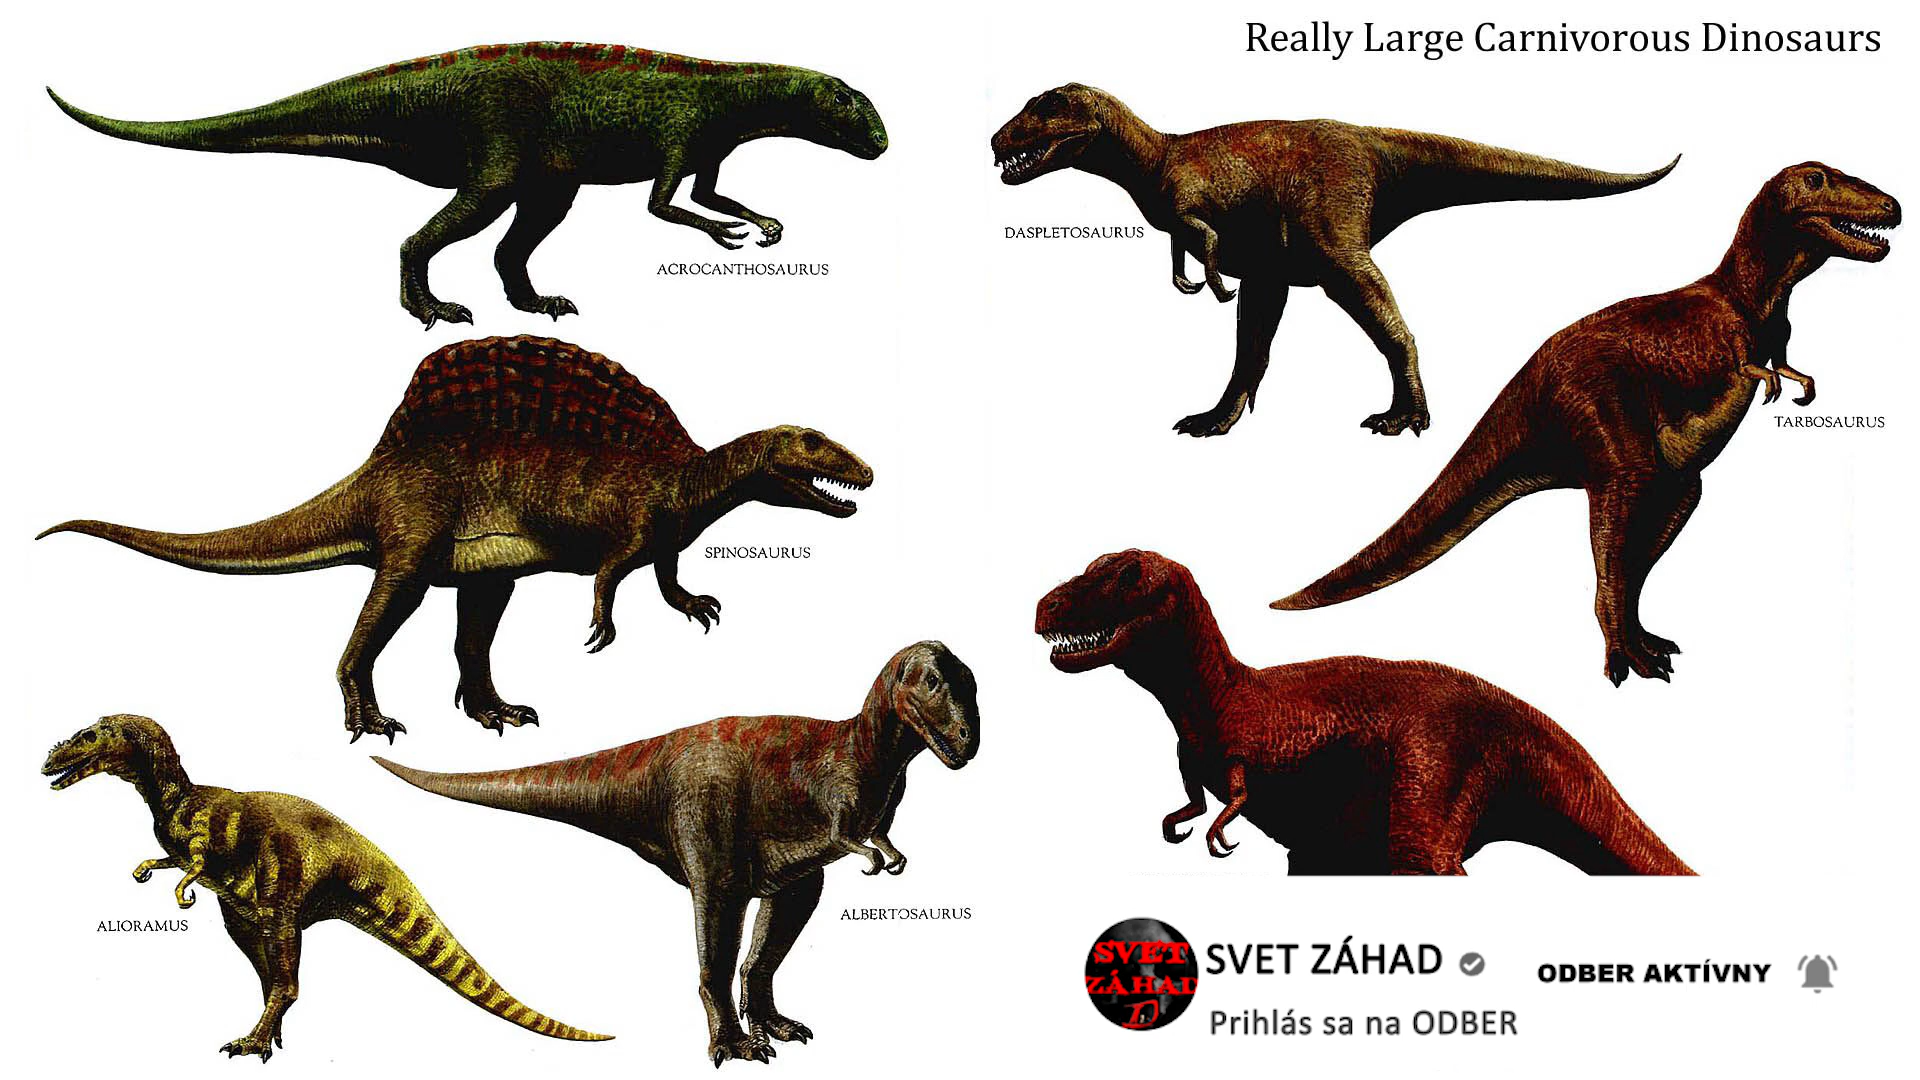 Really Large Carnivorous Dinosaurs
ACROCANTHOSAURUS
DASPLETOSAURUS
TARBOSAURUS
SPINOSAURUS
ALIORAMUS
ALBERTOSAURUS
SVET ZÁHAD
SVET
ZÁHAD
Prihlás sa na ODBER
ODBER AKTÍVNY